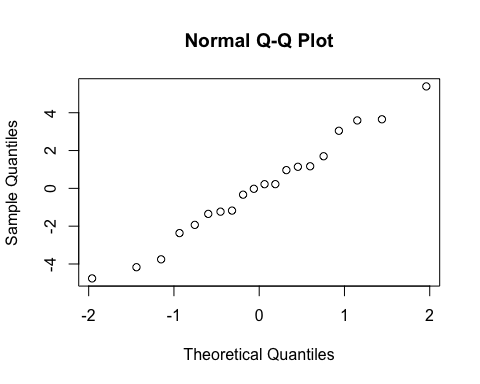 Normal Q-Q Plot
Sample Quantiles
4
2
0
-2
-4
-2 -1 0 1 2
Theoretical Quantiles